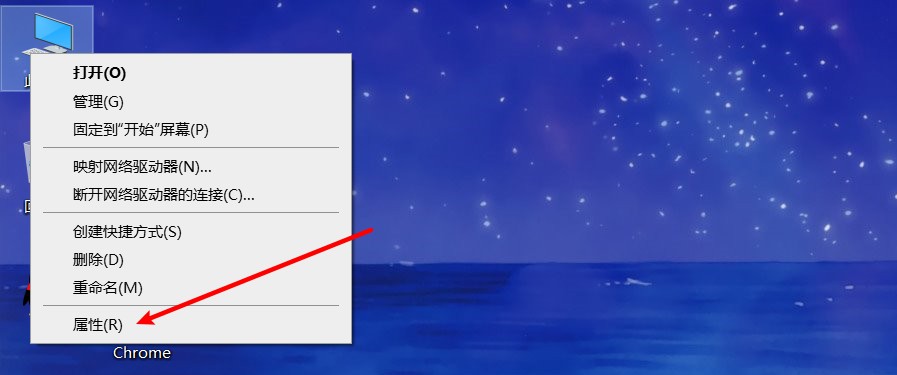 打开(O)
管理(G)
固定到“开始”屏幕(P)
映射网络驱动器(N)...
断开网络驱动器的连接(C)...
创建快捷方式(S)
删除(D)
重命名(M)
属性(R)
Chrome